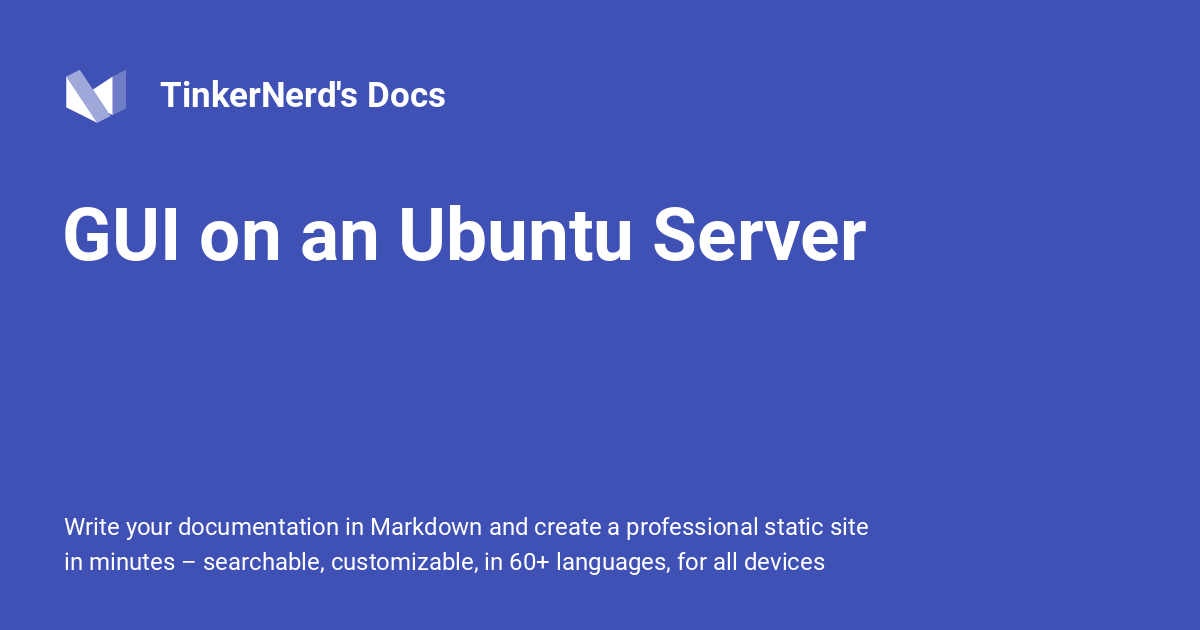 TinkerNerd's Docs
GUI on an Ubuntu Server
Write your documentation in Markdown and create a professional static site
in minutes – searchable, customizable, in 60+ languages, for all devices